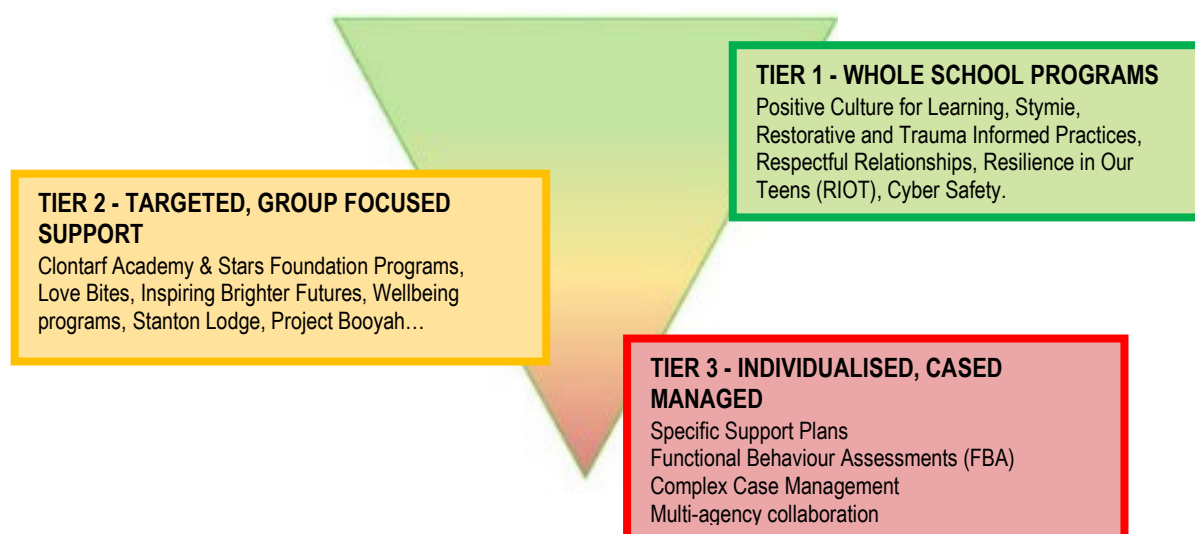 TIER 1 - WHOLE SCHOOL PROGRAMS
Positive Culture for Learning, Stymie,
Restorative and Trauma Informed Practices,
Respectful Relationships, Resilience in Our
Teens (RIOT), Cyber Safety.
TIER 2 - TARGETED, GROUP FOCUSED
SUPPORT
Clontarf Academy & Stars Foundation Programs,
Love Bites, Inspiring Brighter Futures, Wellbeing
programs, Stanton Lodge, Project Booyah…
TIER 3 - INDIVIDUALISED, CASED
MANAGED
Specific Support Plans
Functional Behaviour Assessments (FBA)
Complex Case Management
Multi-agency collaboration